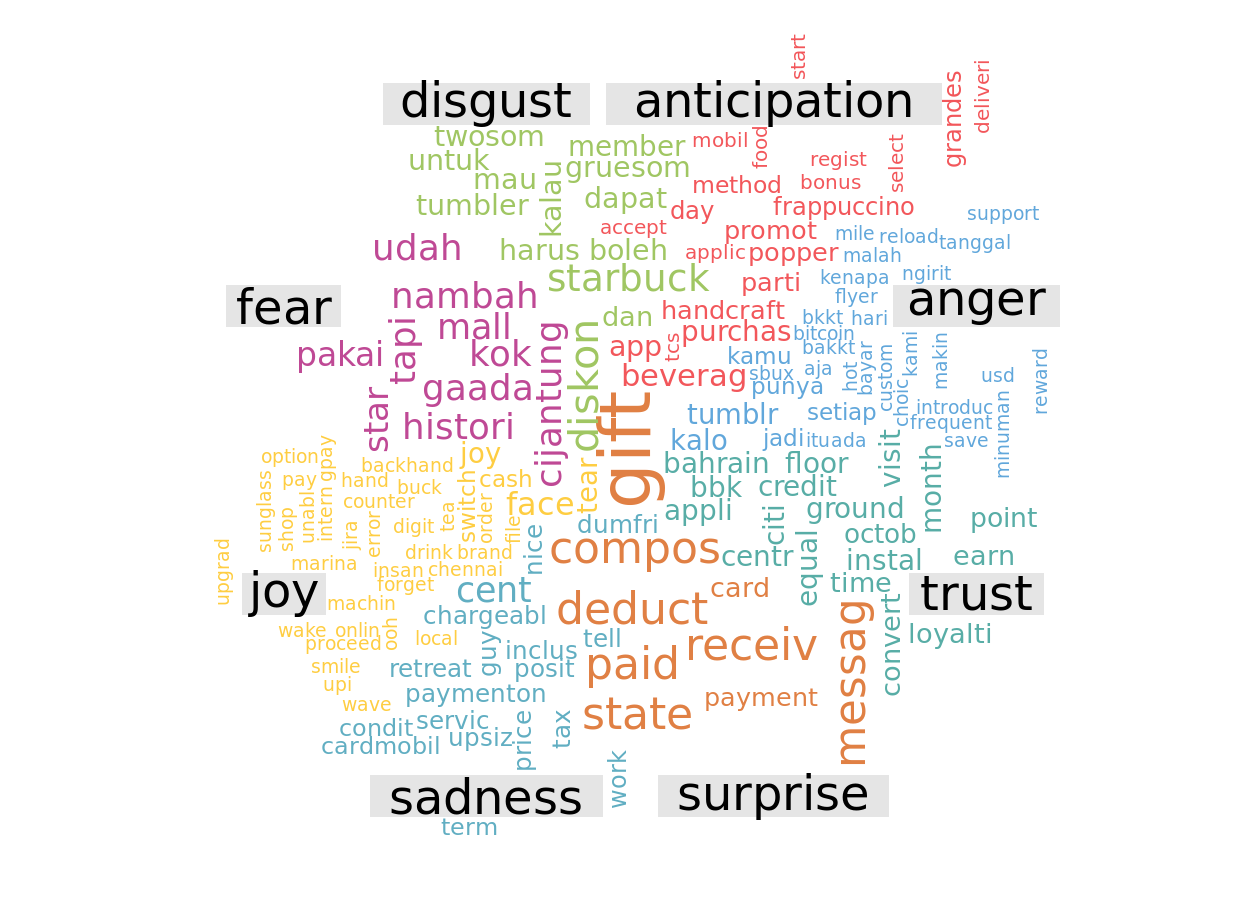 start
disgust
anticipation
grandes
deliveri
twosom
member
mobil
food
untuk
gruesom
regist
select
mau
kalau
method
bonus
tumbler
dapat
day
frappuccino
support
accept
promot
mile
reload
tanggal
udah
harus
boleh
applic
popper
malah
starbuck
parti
kenapa
ngirit
fear
nambah
flyer
anger
mall
dan
handcraft
bkkt
hari
tapi
cijantung
diskon
purchas
bitcoin
pakai
kok
app
tcs
kamu
bakkt
bayar
custom
kami
makin
gaada
beverag
sbux
punya
aja
hot
usd
reward
star
histori
gift
tumblr
setiap
choic
introduc
frequent
minuman
kalo
jadi
itu
ada
save
option
gpay
backhand
joy
bahrain
floor
visit
month
sunglass
pay
hand
buck
switch
cash
tear
bbk
credit
shop
unabl
intern
counter
face
appli
ground
point
jira
error
digit
tea
order
file
dumfri
citi
octob
upgrad
marina
drink
brand
nice
compos
centr
equal
instal
earn
insan
chennai
forget
joy
cent
card
time
trust
machin
chargeabl
deduct
convert
wake
onlin
ooh
local
guy
tell
receiv
messag
loyalti
proceed
inclus
smile
retreat
posit
paid
upi
paymenton
payment
wave
servic
state
condit
cardmobil
upsiz
price
tax
work
sadness
surprise
term